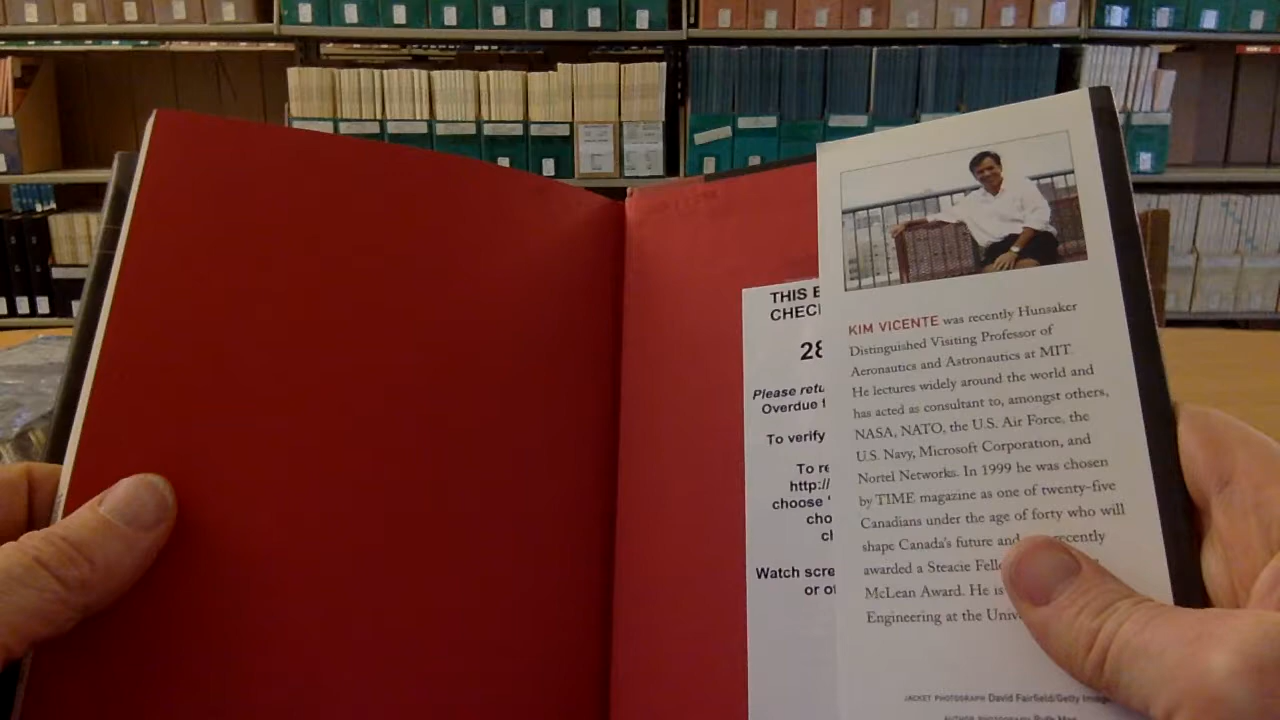 THIS
CHEC
28
Please retu
Overdue
To verify
To re
http://
choose
cho
Watch scre
or
KIM VICENTE was recently Hunsaker
Distinguished Visiting Professor of
Aeronautics and Astronautics at MIT.
He lectures widely around the world and
has acted as consultant to, amongst others,
NASA, NATO, the U.S. Air Force, the
U.S. Navy, Microsoft Corporation, and
Nortel Networks. In 1999 he was chosen
by TIME magazine as one of twenty-five
Canadians under the age of forty who will
shape Canada's future and recently
awarded a Steacie Fell
McLean Award. He is
Engineering at the Univ
JACKET PHOTOGRAPH David Fairfield/Getty Imag
AUTHOR PHOTOGRAPH